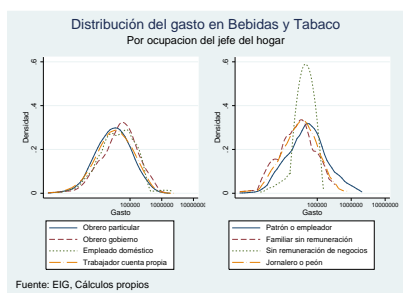 Distribución del gasto en Bebidas y Tabaco
Por ocupacion del jefe del hogar
Densidad
0 .2 .4 .6
100000 1000000 10000000
Gasto
Obrero particular
Obrero gobierno
Empleado doméstico
Trabajador cuenta propia
Densidad
0 .2 .4 .6
100000 1000000 10000000
Gasto
Patrón o empleador
Familiar sin remuneración
Sin remuneración de negocios
Jornalero o peón
Fuente: EIG, Cálculos propios